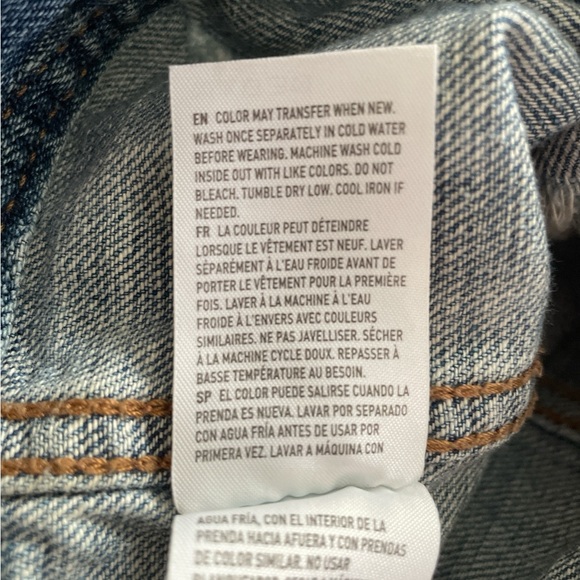 EN COLOR MAY TRANSFER WHEN NEW.
WASH ONCE SEPARATELY IN COLD WATER
BEFORE WEARING. MACHINE WASH COLD
INSIDE OUT WITH LIKE COLORS. DO NOT
BLEACH. TUMBLE DRY LOW. COOL IRON IF
NEEDED.
FR LA COULEUR PEUT DÉTEINDRE
LORSQUE LE VÊTEMENT EST NEUF. LAVER
SÉPARÉMENT À L'EAU FROIDE AVANT DE
PORTER LE VÊTEMENT POUR LA PREMIÈRE
FOIS. LAVER À LA MACHINE À L'EAU
FROIDE À L'ENVERS AVEC COULEURS
SIMILAIRES. NE PAS JAVELLISER. SÉCHER
À LA MACHINE CYCLE DOUX. REPASSER À
BASSE TEMPÉRATURE AU BESOIN.
SP EL COLOR PUEDE SALIRSE CUANDO LA
PRENDA ES NUEVA. LAVAR POR SEPARADO
CON AGUA FRÍA ANTES DE USAR POR
PRIMERA VEZ. LAVAR A MÁQUINA CON
AGUA FRÍA, CON EL INTERIOR DE LA
PRENDA HACIA AFUERA Y CON PRENDAS
DE COLOR SIMILAR. NO USAR